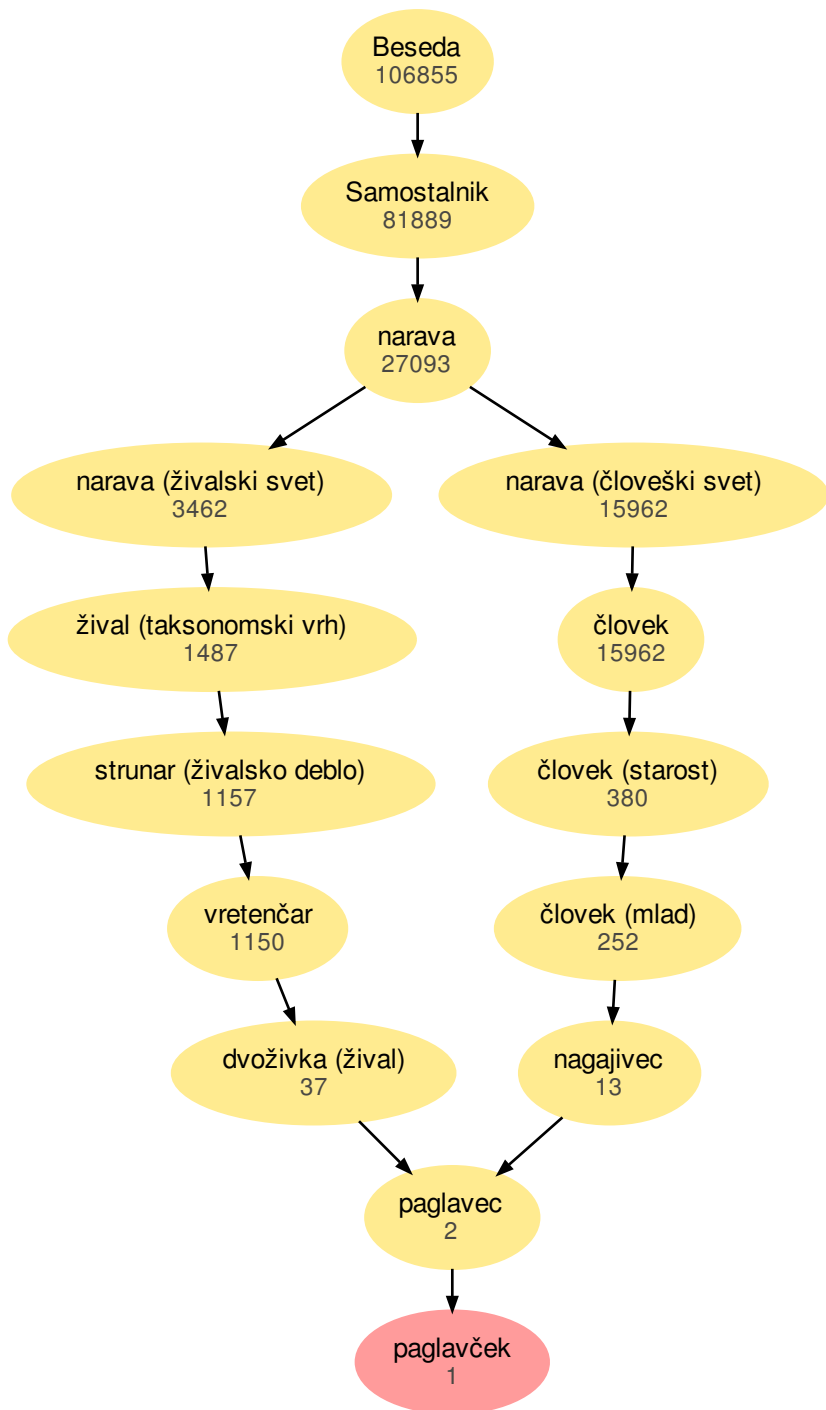 Beseda
106855
Samostalnik
81889
narava
27093
narava (živalski svet)
3462
narava (človeški svet)
15962
žival (taksonomski vrh)
1487
človek
15962
strunar (živalsko deblo)
1157
človek (starost)
380
vretenčar
1150
človek (mlad)
252
dvoživka (žival)
37
nagajivec
13
paglavec
2
paglavček
1